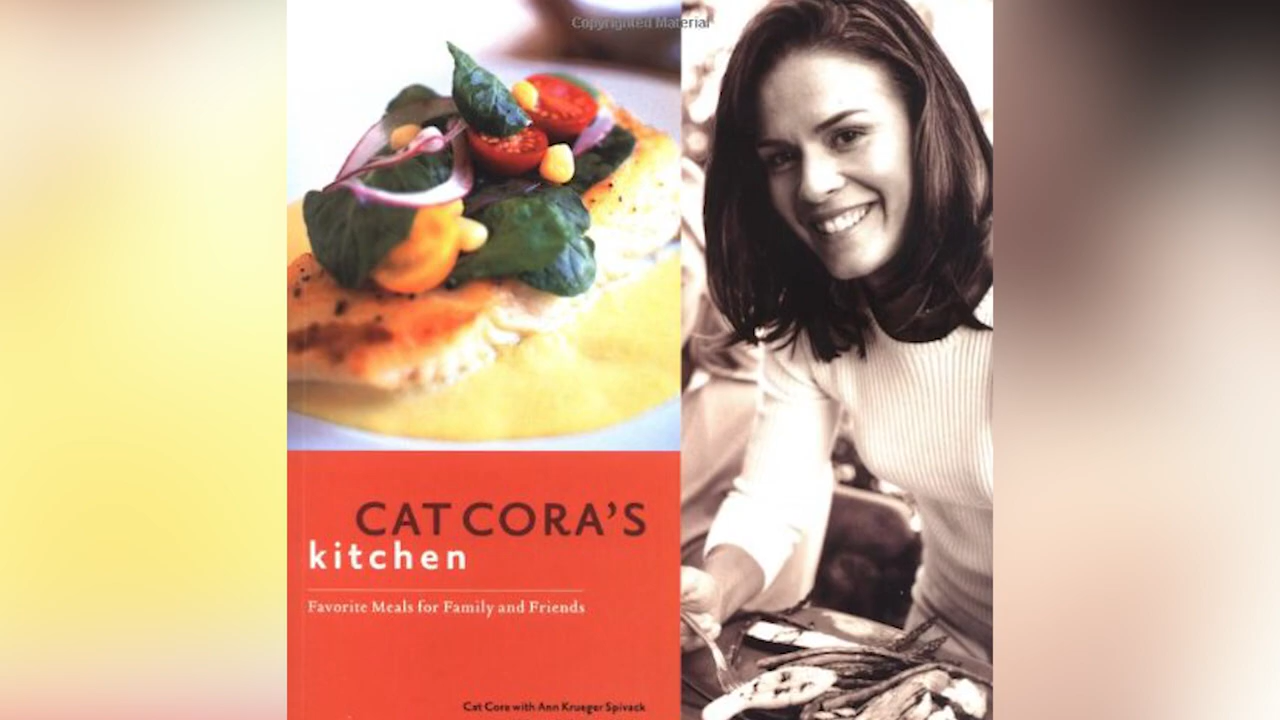 Copyrighted Material
CAT CORA'S
kitchen
Favorite Meals for Family and Friends
Cat Cora with Ann Krueger Spivack